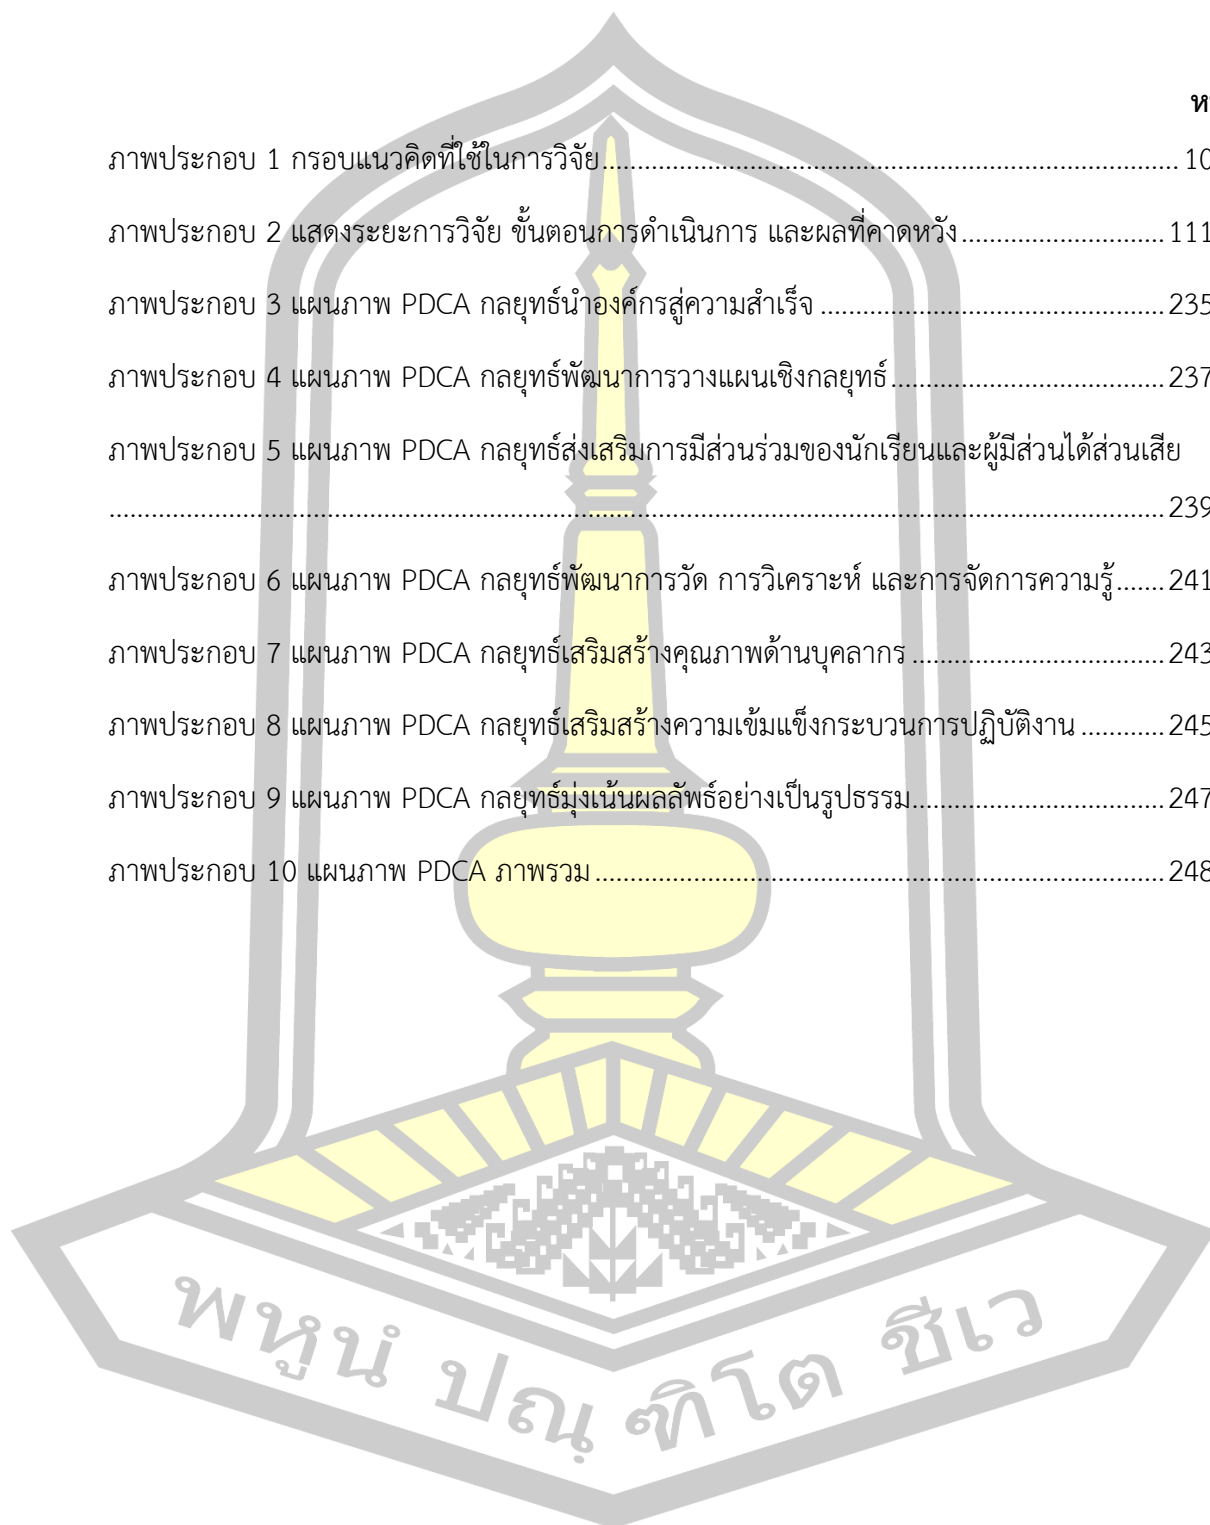 ห
ภาพประกอบ 1 กรอบแนวคิดที่ใช้ในการวิจัย.......................................................................................... 10
ภาพประกอบ 2 แสดงระยะการวิจัย ขั้นตอนการดำเนินการ และผลที่คาดหวัง............................... 111
ภาพประกอบ 3 แผนภาพ PDCA กลยุทธ์นำองค์กรสู่ความสำเร็จ..................................................... 235
ภาพประกอบ 4 แผนภาพ PDCA กลยุทธ์พัฒนาการวางแผนเชิงกลยุทธ์.......................................... 237
ภาพประกอบ 5 แผนภาพ PDCA กลยุทธ์ส่งเสริมการมีส่วนร่วมของนักเรียนและผู้มีส่วนได้ส่วนเสีย
.................................................................................................................................................... 239
ภาพประกอบ 6 แผนภาพ PDCA กลยุทธ์พัฒนาการวัด การวิเคราะห์ และการจัดการความรู้....... 241
ภาพประกอบ 7 แผนภาพ PDCA กลยุทธ์เสริมสร้างคุณภาพด้านบุคลากร...................................... 243
ภาพประกอบ 8 แผนภาพ PDCA กลยุทธ์เสริมสร้างความเข้มแข็งกระบวนการปฏิบัติงาน............ 245
ภาพประกอบ 9 แผนภาพ PDCA กลยุทธ์มุ่งเน้นผลลัพธ์อย่างเป็นรูปธรรม...................................... 247
ภาพประกอบ 10 แผนภาพ PDCA ภาพรวม........................................................................................ 248
พหูนํ ปณฺฑิโต ชีเว